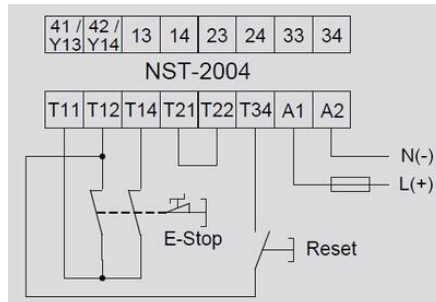 41 / 42 / 13 14 23 24 33 34
Y13 Y14
NST-2004
T11 T12 T14 T21 T22 T34 A1 A2
N(-)
L(+)
E-Stop
Reset